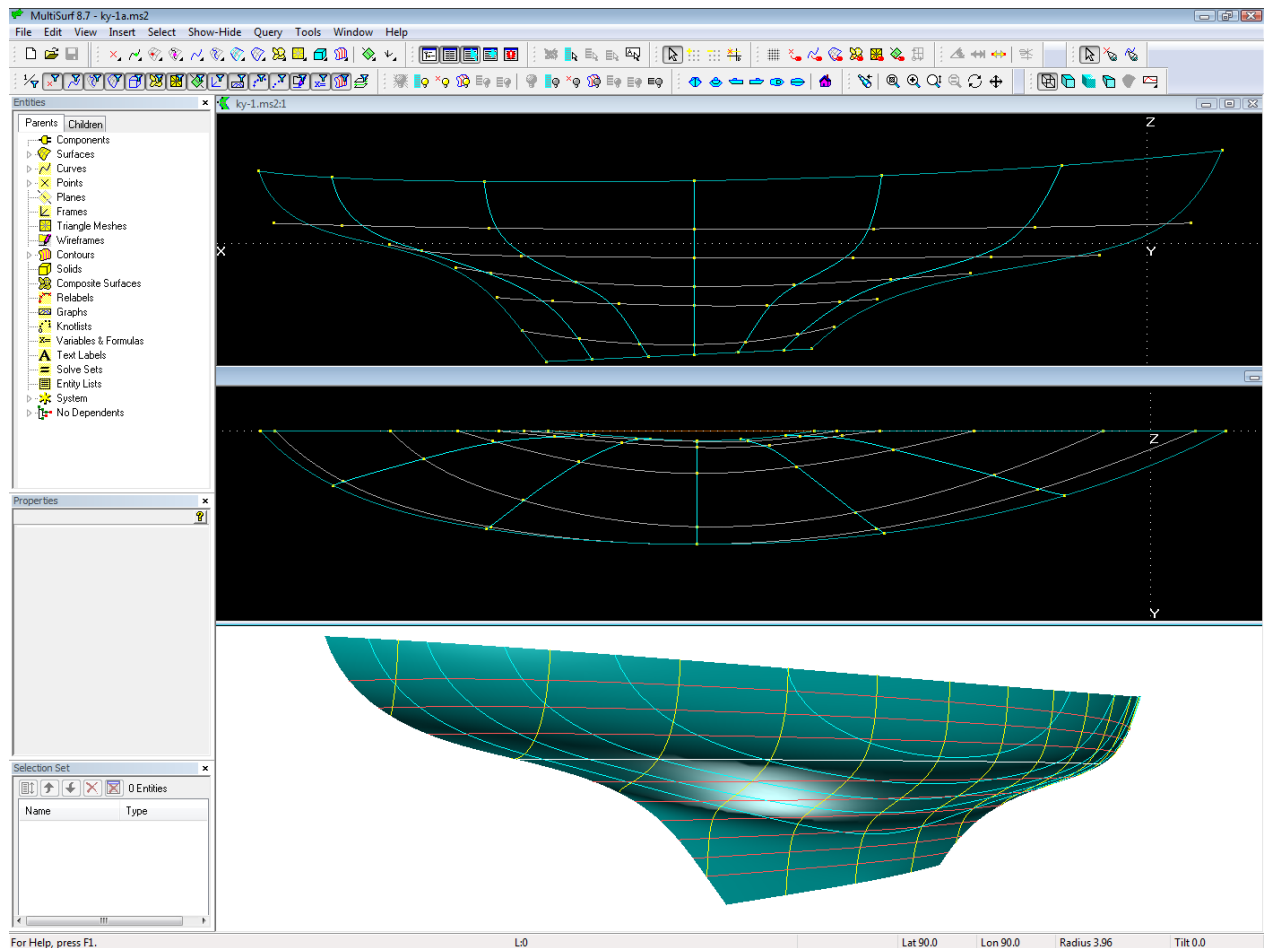 MultiSurf 8.7 - ky-1a.ms2
File Edit View Insert Select Show-Hide Query Tools Window Help
Entities
ky-1.ms2:1
Parents Children
Components
Surfaces
Curves
Points
Planes
Frames
Triangle Meshes
Wireframes
Contours
Solids
Composite Surfaces
Relabels
Graphs
Knotlists
Variables & Formulas
Text Labels
Solve Sets
Entity Lists
System
No Dependents
Z
X
Y
Z
Y
Properties
Selection Set
0 Entities
Name Type
For Help, press F1. L:0 Lat 90.0 Lon 90.0 Radius 3.96 Tilt 0.0